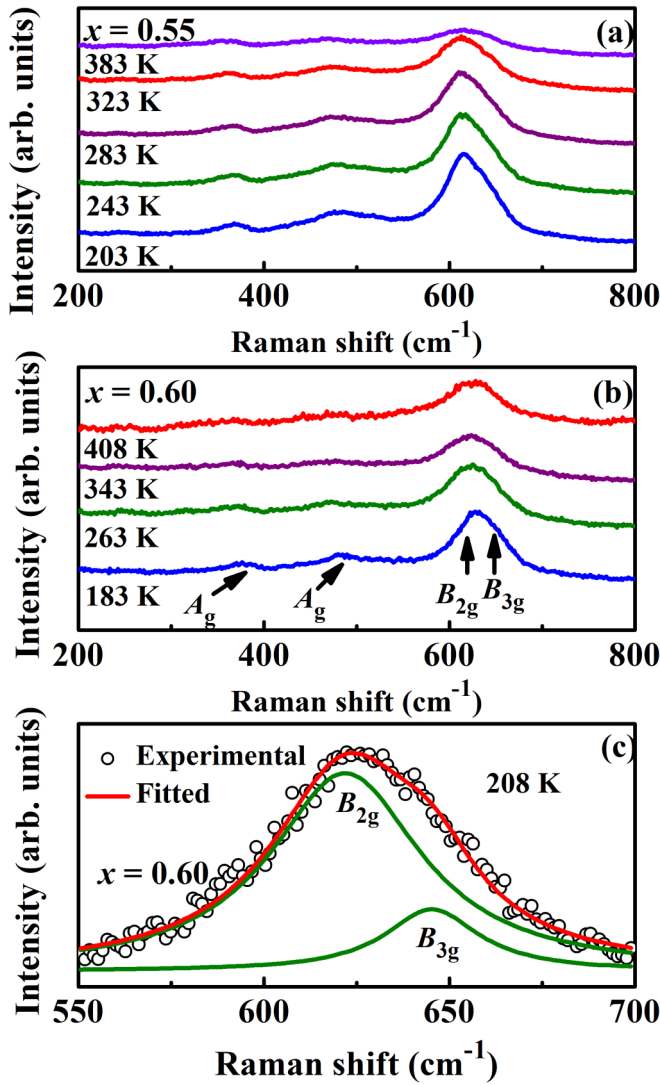 x = 0.55
(a)
383 K
323 K
283 K
243 K
203 K
Intensity (arb. units)
200 400 600 800
Raman shift (cm-1)
x = 0.60
(b)
408 K
343 K
263 K
183 K
Ag
Ag
B2g
B3g
Intensity (arb. units)
200 400 600 800
Raman shift (cm-1)
Experimental
Fitted
(c)
208 K
x = 0.60
B2g
B3g
Intensity (arb. units)
550 600 650 700
Raman shift (cm-1)